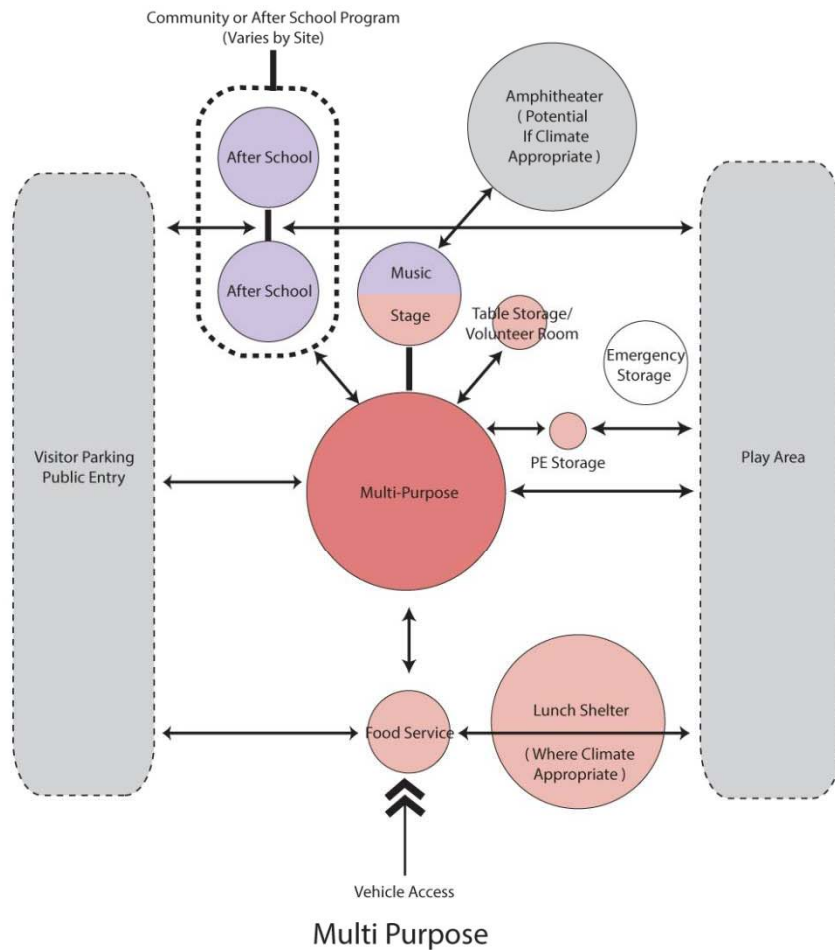 Community or After School Program
(Varies by Site)
Amphitheater
( Potential
If Climate
Appropriate )
After School
After School
Music
Stage
Table Storage/
Volunteer Room
Emergency
Storage
Visitor Parking
Public Entry
Multi-Purpose
PE Storage
Play Area
Lunch Shelter
Food Service
( Where Climate
Appropriate )
Vehicle Access
Multi Purpose